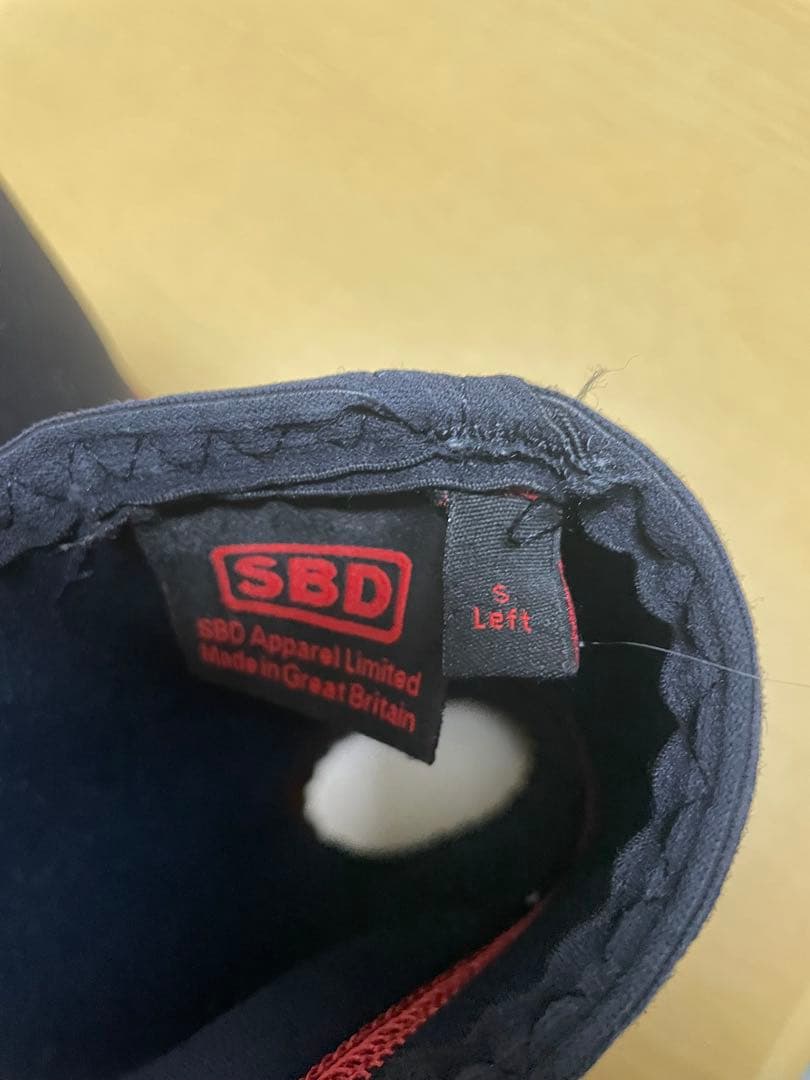 SBD
SBD Apparel Limited
Made in Great Britain
S
Left